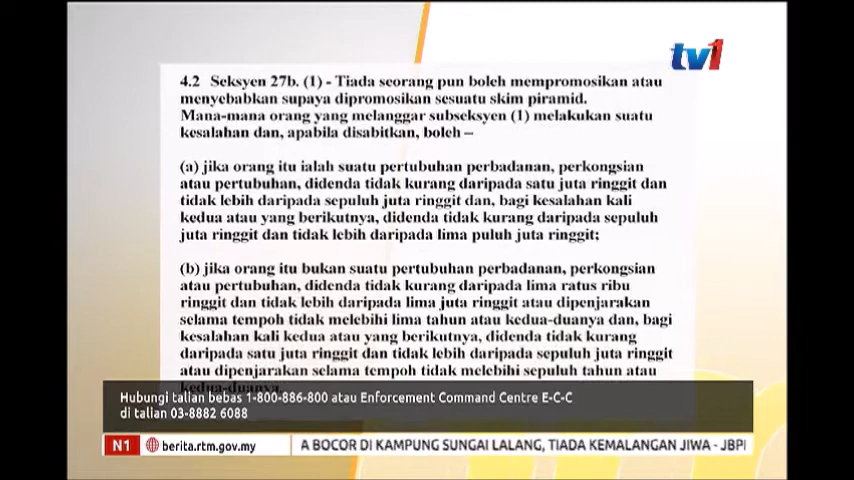 tv1
4.2 Seksyen 27b. (1) - Tiada seorang pun boleh mempromosikan atau
menyebabkan supaya dipromosikan sesuatu skim piramid.
Mana-mana orang yang melanggar subseksyen (1) melakukan suatu
kesalahan dan, apabila disabitkan, boleh –
(a) jika orang itu ialah suatu pertubuhan perbadanan, perkongsian
atau pertubuhan, didenda tidak kurang daripada satu juta ringgit dan
tidak lebih daripada sepuluh juta ringgit dan, bagi kesalahan kali
kedua atau yang berikutnya, didenda tidak kurang daripada sepuluh
juta ringgit dan tidak lebih daripada lima puluh juta ringgit;
(b) jika orang itu bukan suatu pertubuhan perbadanan, perkongsian
atau pertubuhan, didenda tidak kurang daripada lima ratus ribu
ringgit dan tidak lebih daripada lima juta ringgit atau dipenjarakan
selama tempoh tidak melebihi lima tahun atau kedua-duanya dan, bagi
kesalahan kali kedua atau yang berikutnya, didenda tidak kurang
daripada satu juta ringgit dan tidak lebih daripada sepuluh juta ringgit
atau dipenjarakan selama tempoh tidak melebihi sepuluh tahun atau
kedua-duanya.
Hubungi talian bebas 1-800-886-800 atau Enforcement Command Centre E-C-C
di talian 03-8882 6088
N1 berita.rtm.gov.my A BOCOR DI KAMPUNG SUNGAI LALANG, TIADA KEMALANGAN JIWA - JBPI